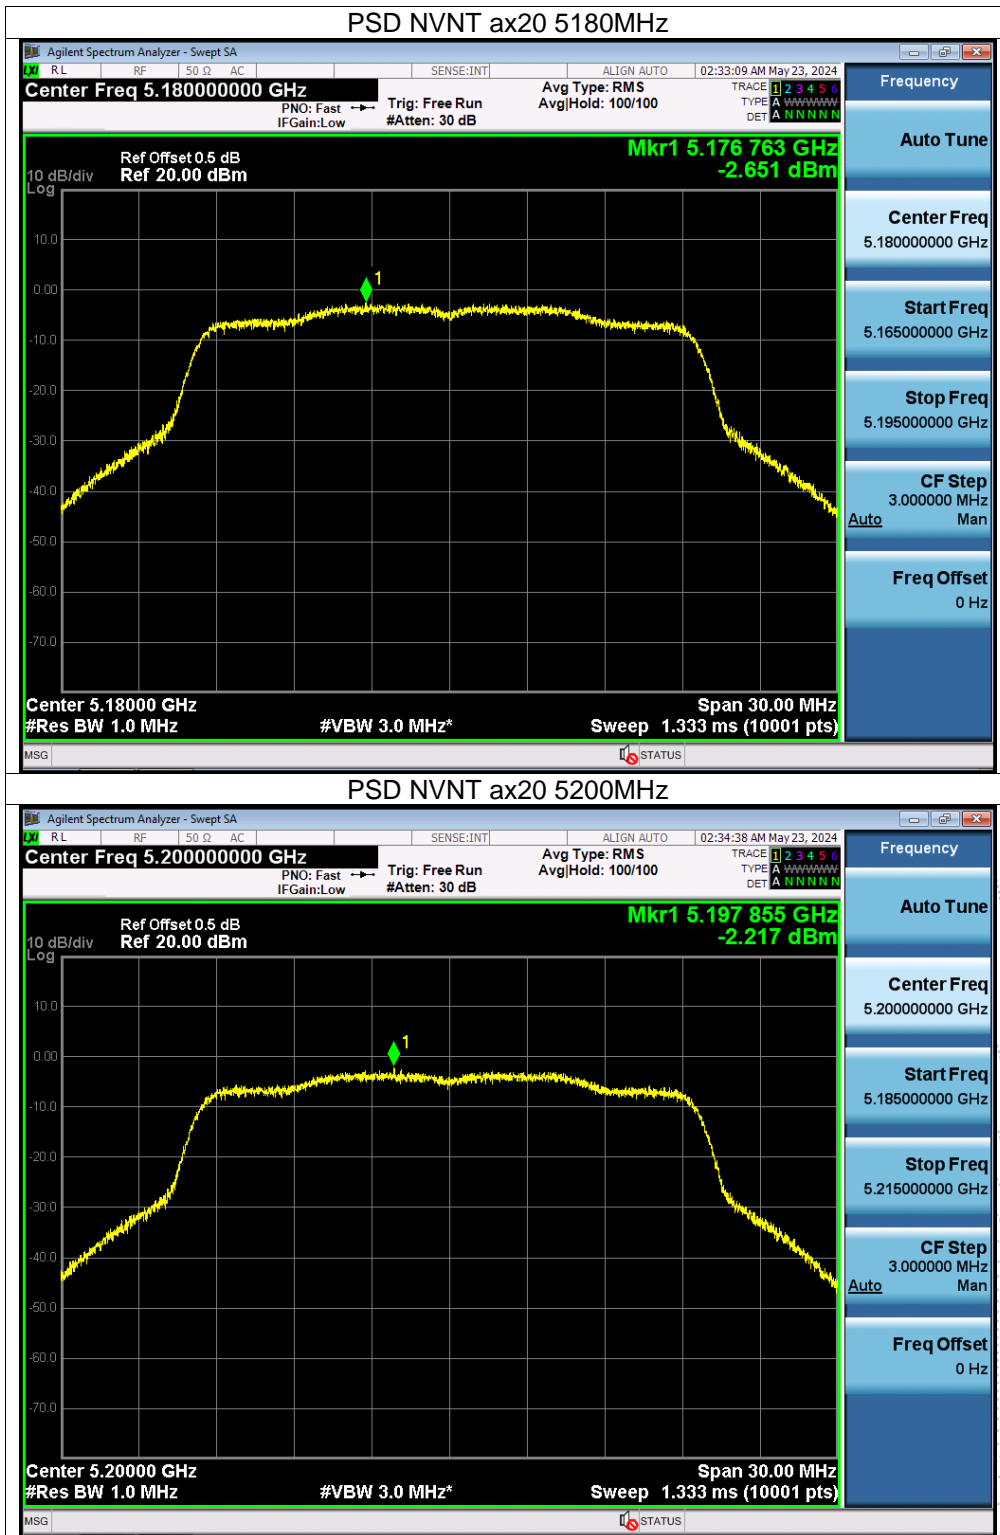 PSD NVNT ax20 5180MHz
Agilent Spectrum Analyzer - Swept SA
LXI RL RF 50 Ω AC SENSE:INT ALIGN AUTO 02:33:09 AM May 23, 2024
Center Freq 5.180000000 GHz
PNO: Fast
IFGain:Low
Trig: Free Run
#Atten: 30 dB
Avg Type: RMS
Avg|Hold: 100/100
TRACE 1 2 3 4 5 6
TYPE A WWWWW
DET A N N N N N
Frequency
Mkr1 5.176 763 GHz
-2.651 dBm
Ref Offset 0.5 dB
10 dB/div Ref 20.00 dBm
Log
10.0
0.00
-10.0
-20.0
-30.0
-40.0
-50.0
-60.0
-70.0
1
Center 5.18000 GHz Span 30.00 MHz
#Res BW 1.0 MHz #VBW 3.0 MHz* Sweep 1.333 ms (10001 pts)
Auto Tune
Center Freq
5.180000000 GHz
Start Freq
5.165000000 GHz
Stop Freq
5.195000000 GHz
CF Step
3.000000 MHz
Auto Man
Freq Offset
0 Hz
MSG STATUS
PSD NVNT ax20 5200MHz
Agilent Spectrum Analyzer - Swept SA
LXI RL RF 50 Ω AC SENSE:INT ALIGN AUTO 02:34:38 AM May 23, 2024
Center Freq 5.200000000 GHz
PNO: Fast
IFGain:Low
Trig: Free Run
#Atten: 30 dB
Avg Type: RMS
Avg|Hold: 100/100
TRACE 1 2 3 4 5 6
TYPE A WWWWW
DET A N N N N N
Frequency
Mkr1 5.197 855 GHz
-2.217 dBm
Ref Offset 0.5 dB
10 dB/div Ref 20.00 dBm
Log
10.0
0.00
-10.0
-20.0
-30.0
-40.0
-50.0
-60.0
-70.0
1
Center 5.20000 GHz Span 30.00 MHz
#Res BW 1.0 MHz #VBW 3.0 MHz* Sweep 1.333 ms (10001 pts)
Auto Tune
Center Freq
5.200000000 GHz
Start Freq
5.185000000 GHz
Stop Freq
5.215000000 GHz
CF Step
3.000000 MHz
Auto Man
Freq Offset
0 Hz
MSG STATUS